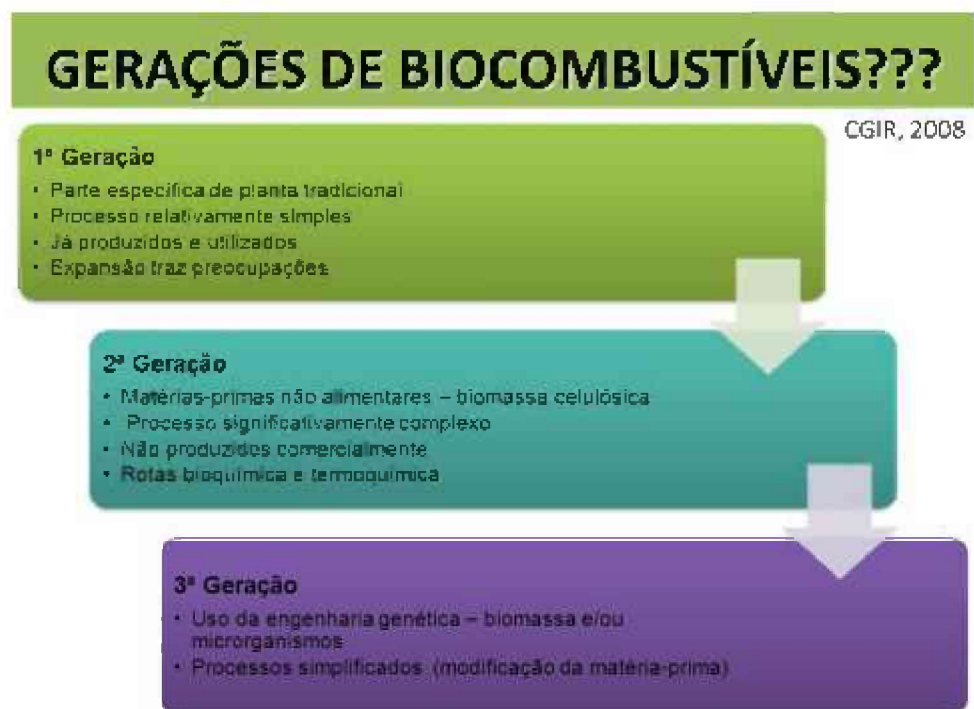 GERAÇÕES DE BIOCOMBUSTÍVEIS???
CGIR, 2008
1ª Geração
• Parte específica de planta tradicional
• Processo relativamente simples
• Já produzidos e utilizados
• Expansão traz preocupações
2ª Geração
• Matérias-primas não alimentares – biomassa celulósica
• Processo significativamente complexo
• Não produzidos comercialmente
• Rotas bioquímica e termoquímica
3ª Geração
• Uso da engenharia genética – biomassa e/ou
microrganismos
• Processos simplificados (modificação da matéria-prima)